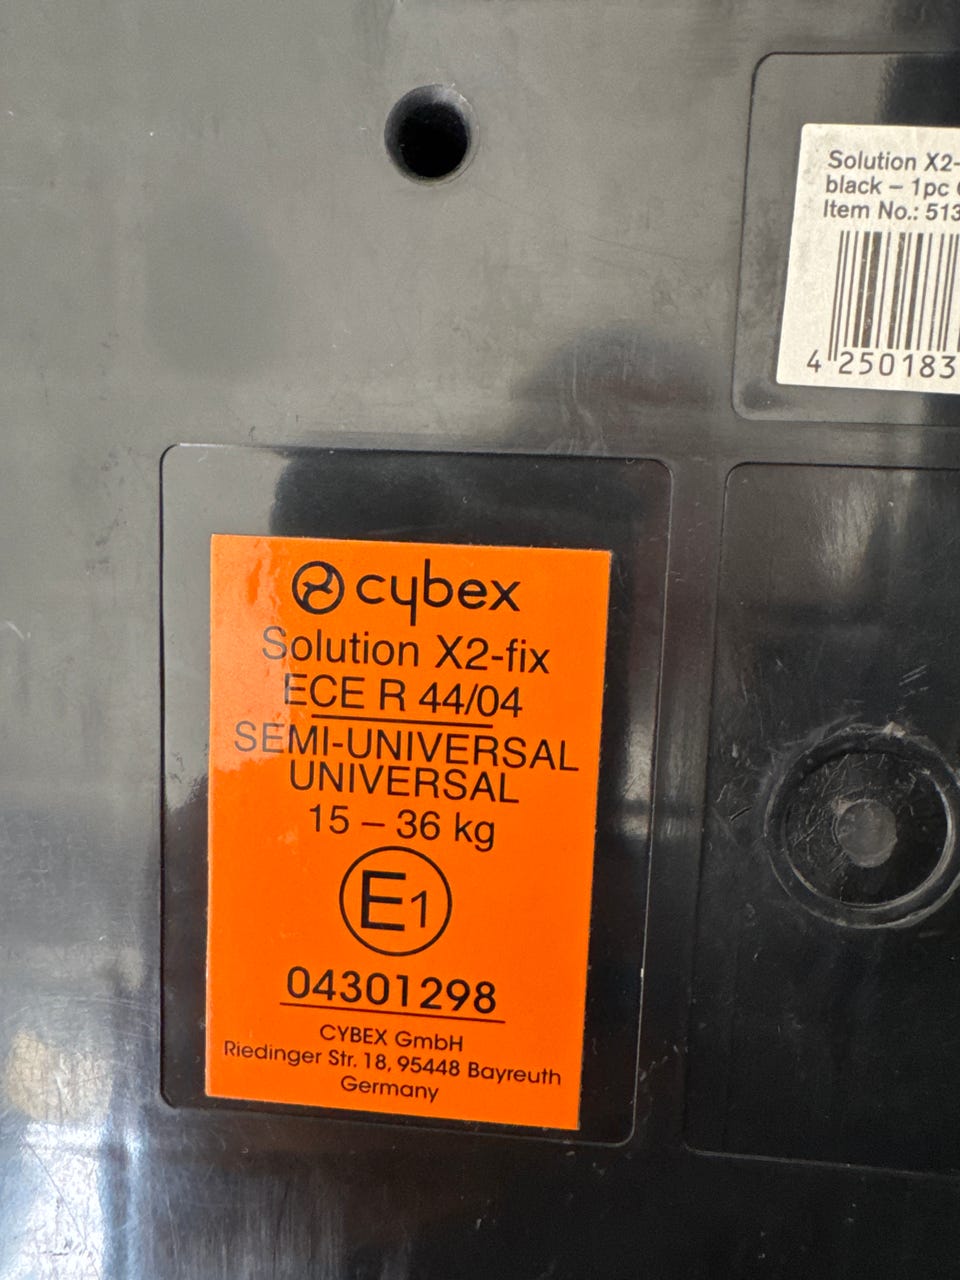 Solution X2-
black – 1pc
Item No.: 513
4 250183
cybex
Solution X2-fix
ECE R 44/04
SEMI-UNIVERSAL
UNIVERSAL
15 – 36 kg
E1
04301298
CYBEX GmbH
Riedinger Str. 18, 95448 Bayreuth
Germany